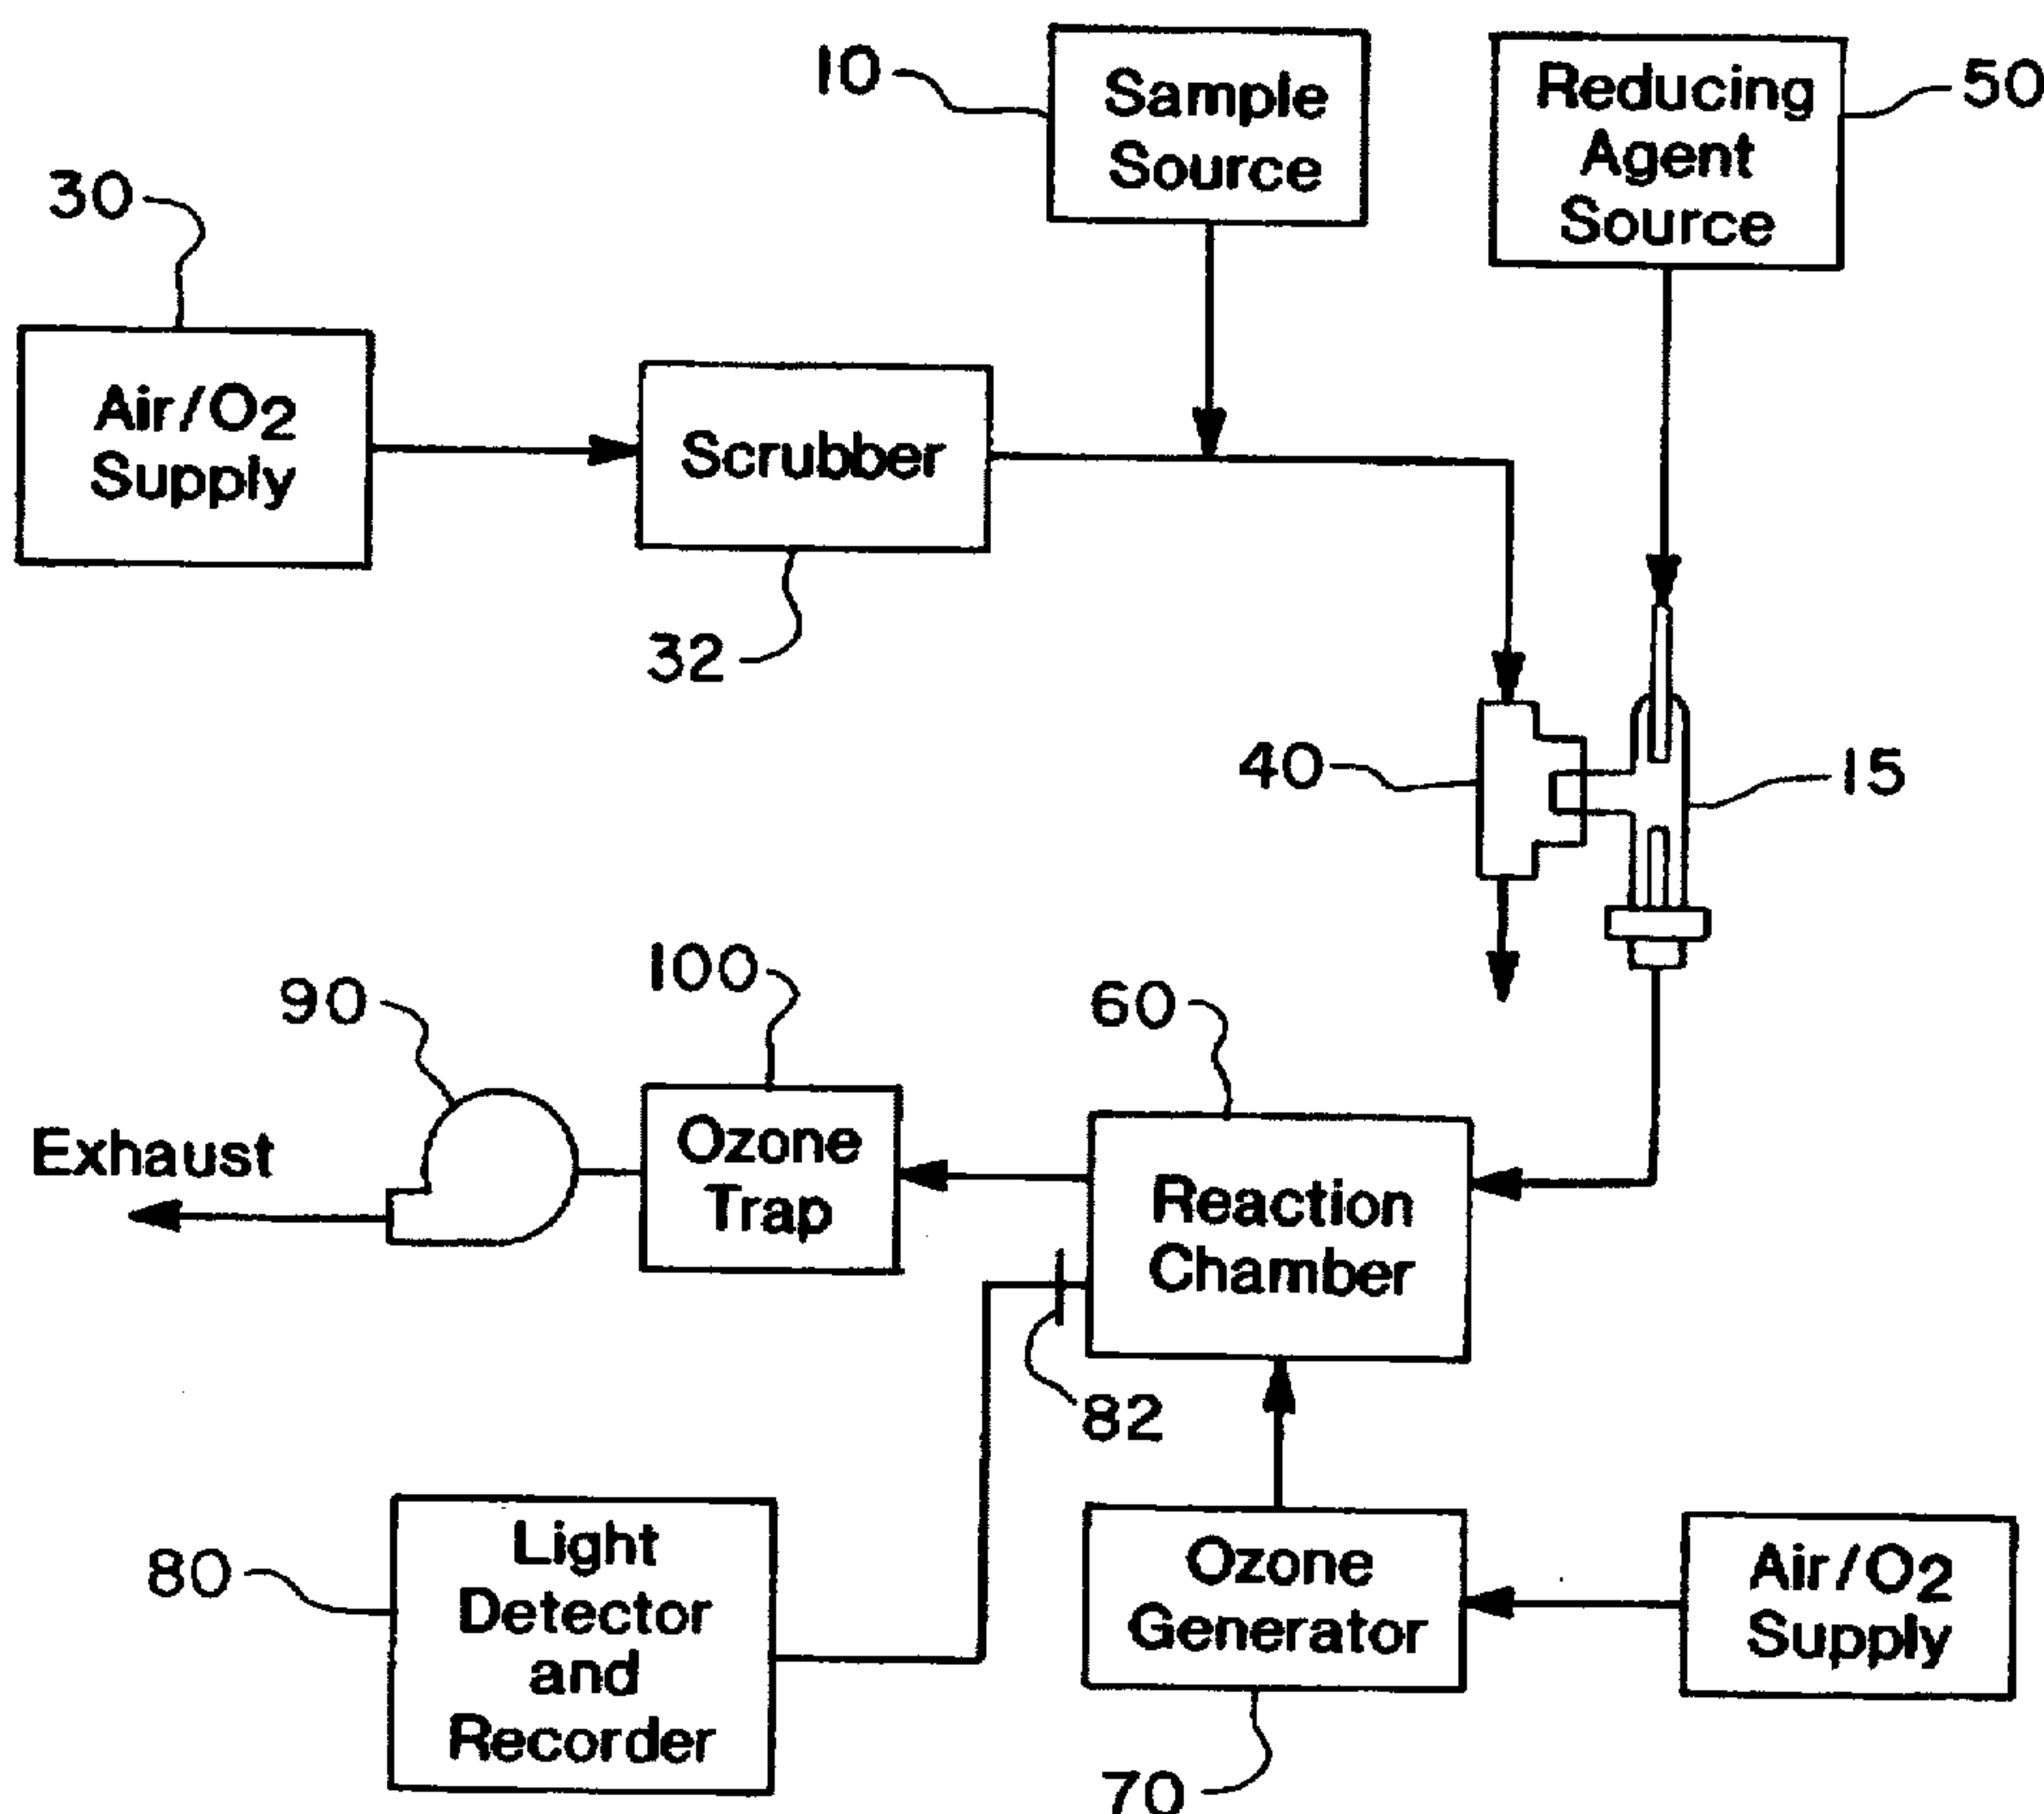 10
Sample
Source
Reducing
Agent
Source
50
30
Air/O2
Supply
Scrubber
32
40
15
90
100
60
Exhaust
Ozone
Trap
Reaction
Chamber
82
80
Light
Detector
and
Recorder
Ozone
Generator
Air/O2
Supply
70